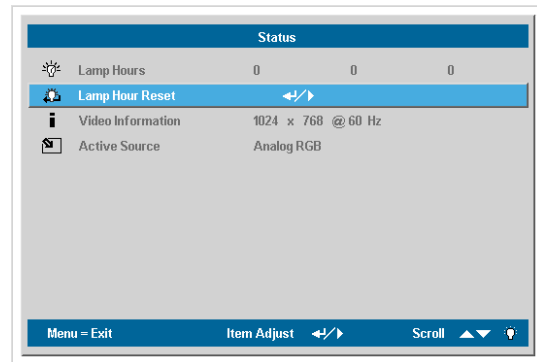 Status
Lamp Hours 0 0 0
Lamp Hour Reset
Video Information 1024 x 768 @ 60 Hz
Active Source Analog RGB
Menu = Exit Item Adjust Scroll